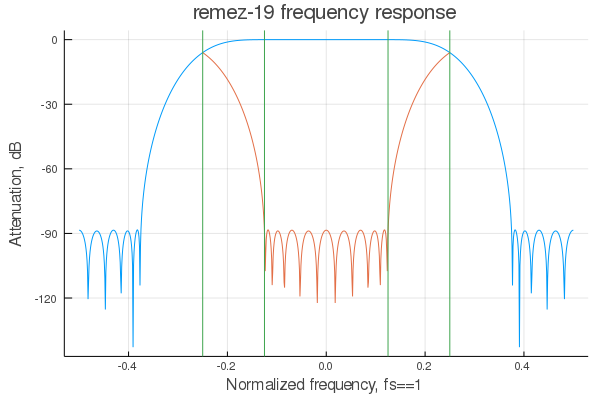 remez-19 frequency response
Attenuation, dB
0
-30
-60
-90
-120
-0.4 -0.2 0.0 0.2 0.4
Normalized frequency, fs==1